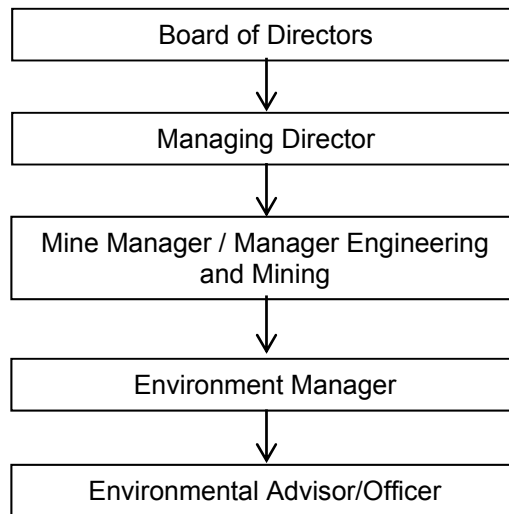 Board of Directors
Managing Director
Mine Manager / Manager Engineering
and Mining
Environment Manager
Environmental Advisor/Officer